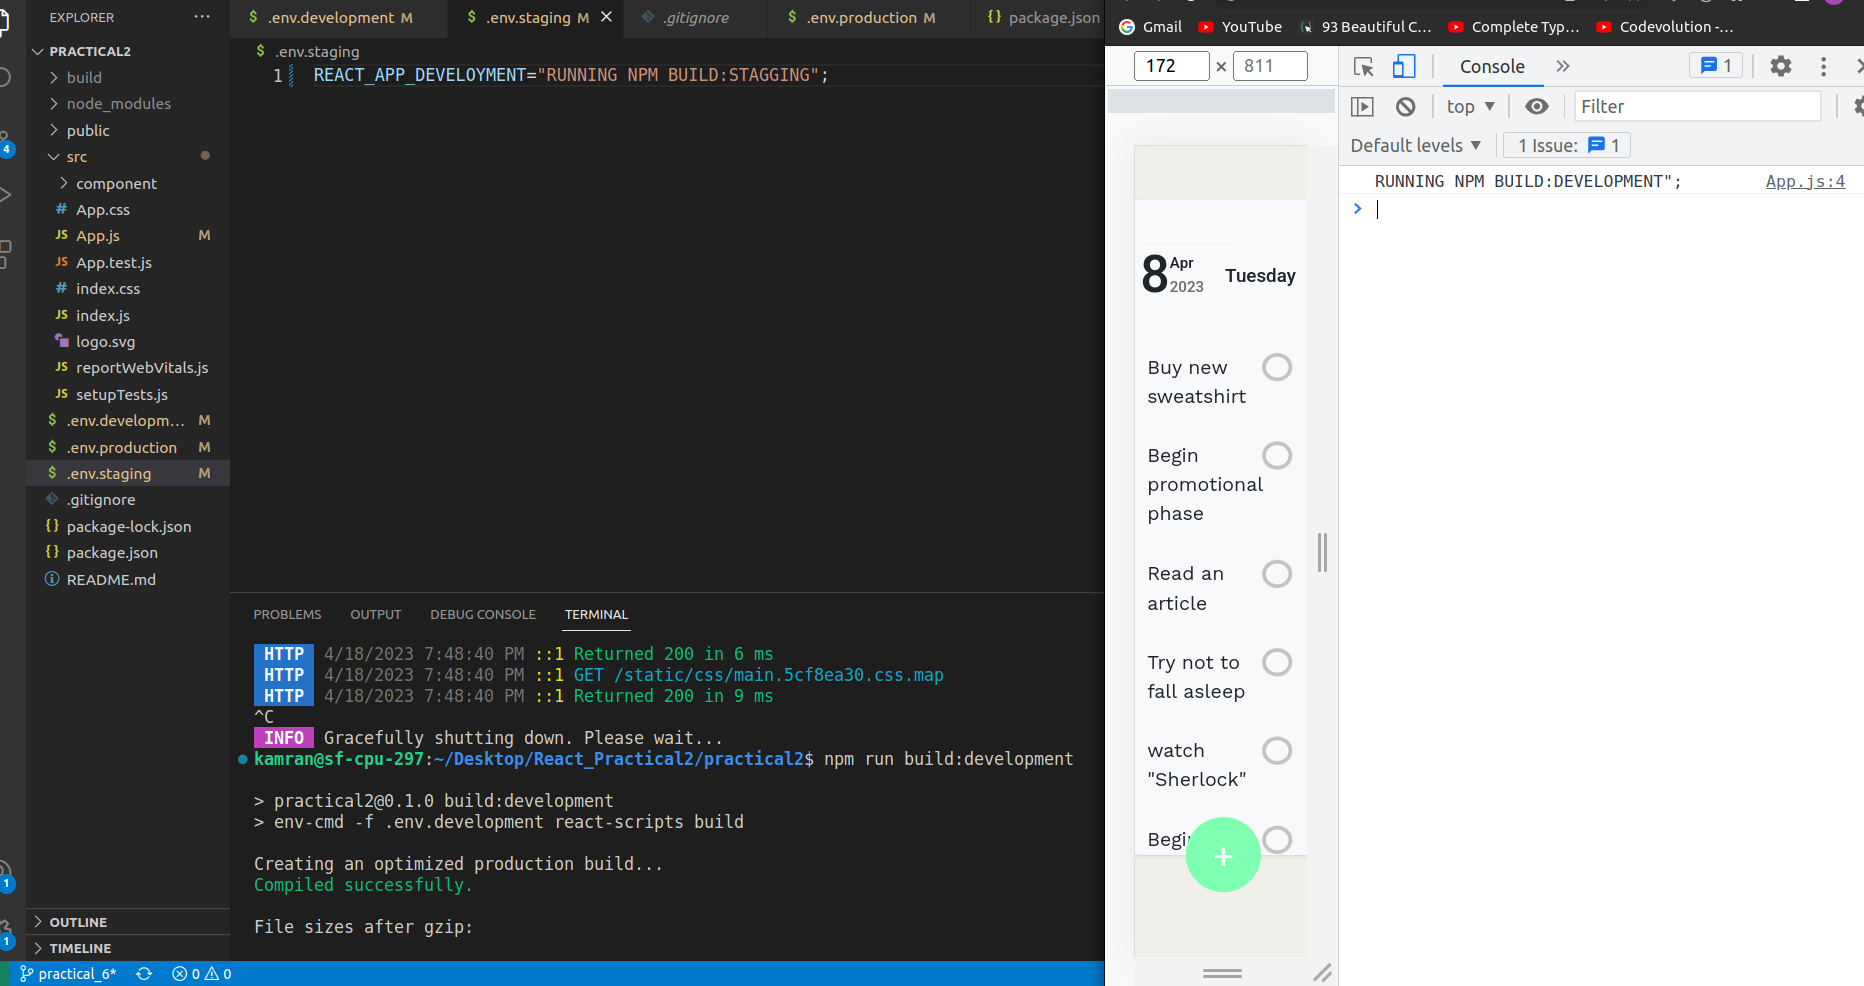 EXPLORER ···
PRACTICAL2
build
node_modules
public
src
component
# App.css
JS App.js M
JS App.test.js
# index.css
JS index.js
logo.svg
JS reportWebVitals.js
JS setupTests.js
$ .env.developm... M
$ .env.production M
$ .env.staging M
.gitignore
{} package-lock.json
{} package.json
README.md
OUTLINE
TIMELINE
4
1
1
$ .env.development M
$ .env.staging M
.gitignore
$ .env.production M
{} package.json
$ .env.staging
1 REACT_APP_DEVELOYMENT="RUNNING NPM BUILD:STAGGING";
PROBLEMS OUTPUT DEBUG CONSOLE TERMINAL
HTTP 4/18/2023 7:48:40 PM ::1 Returned 200 in 6 ms
HTTP 4/18/2023 7:48:40 PM ::1 GET /static/css/main.5cf8ea30.css.map
HTTP 4/18/2023 7:48:40 PM ::1 Returned 200 in 9 ms
^C
INFO Gracefully shutting down. Please wait...
kamran@sf-cpu-297:~/Desktop/React_Practical2/practical2$ npm run build:development
> practical2@0.1.0 build:development
> env-cmd -f .env.development react-scripts build
Creating an optimized production build...
Compiled successfully.
File sizes after gzip:
practical_6* 0 0
Gmail YouTube 93 Beautiful C... Complete Typ... Codevolution -...
172 × 811
8 Apr 2023 Tuesday
Buy new
sweatshirt
Begin
promotional
phase
Read an
article
Try not to
fall asleep
watch
"Sherlock"
Begi
+
Console » 1
top ▼ Filter
Default levels ▼ 1 Issue: 1
RUNNING NPM BUILD:DEVELOPMENT"; App.js:4
>